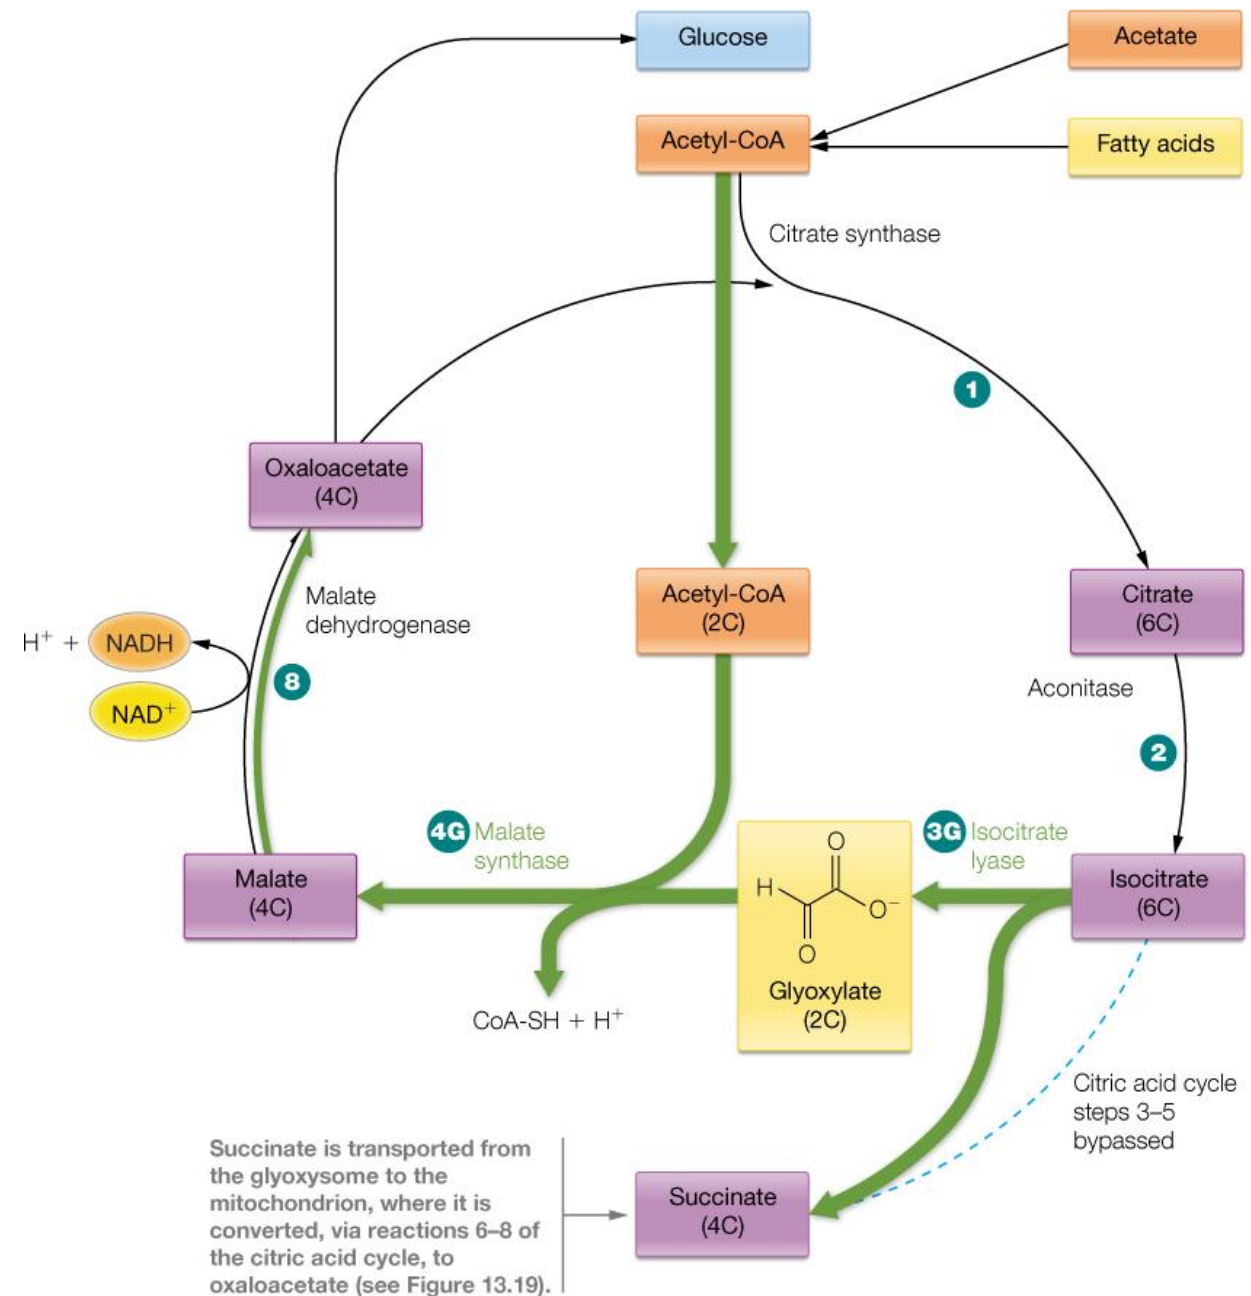 Glucose
Acetate
Acetyl-CoA
Fatty acids
Citrate synthase
1
Oxaloacetate
(4C)
Acetyl-CoA
(2C)
Citrate
(6C)
Malate
dehydrogenase
H⁺ + NADH
8
NAD⁺
Aconitase
2
4G Malate
synthase
3G Isocitrate
lyase
Malate
(4C)
H
O
O⁻
O
Glyoxylate
(2C)
Isocitrate
(6C)
CoA-SH + H⁺
Citric acid cycle
steps 3–5
bypassed
Succinate is transported from
the glyoxysome to the
mitochondrion, where it is
converted, via reactions 6–8 of
the citric acid cycle, to
oxaloacetate (see Figure 13.19).
Succinate
(4C)